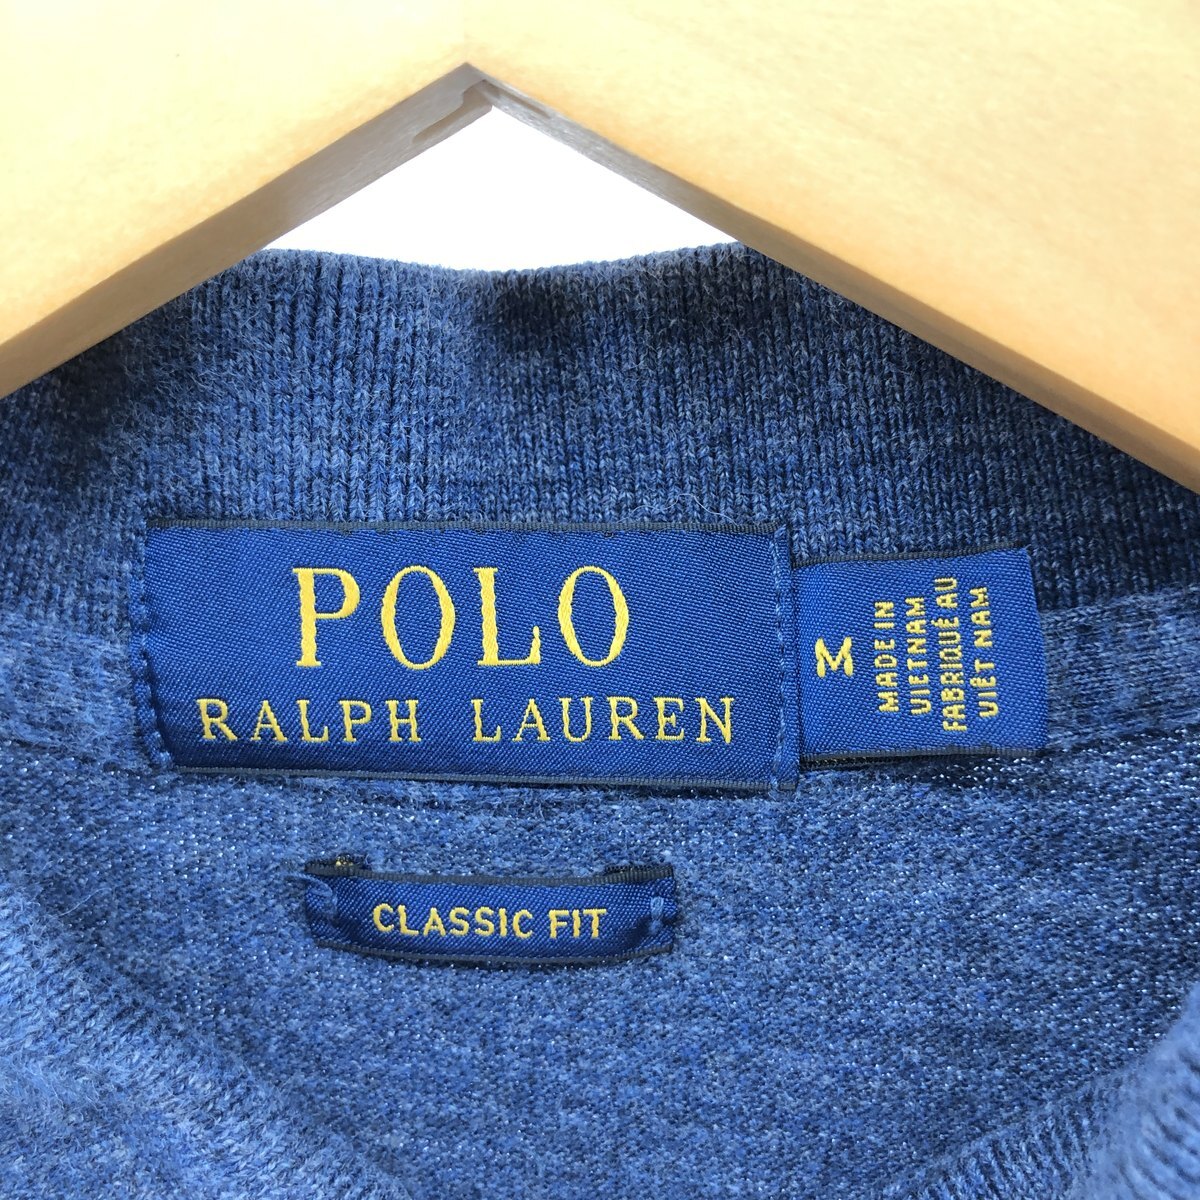 POLO
RALPH LAUREN
M
MADE IN
VIETNAM
FABRIQUÉ AU
VIÊT NAM
CLASSIC FIT